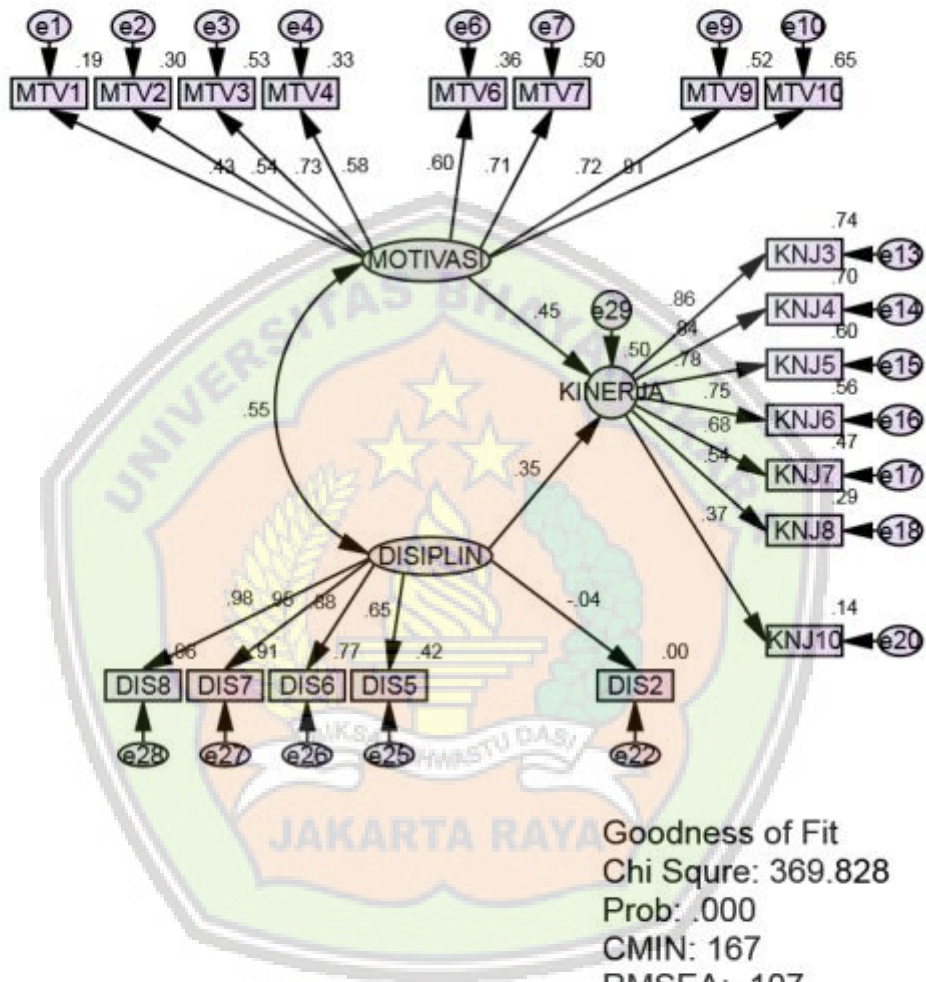 e1 e2 e3 e4 e6 e7 e9 e10
.19 .30 .53 .33 .36 .50 .52 .65
MTV1 MTV2 MTV3 MTV4 MTV6 MTV7 MTV9 MTV10
.43 .54 .73 .58 .60 .71 .72 .81
.74
MOTIVASI KNJ3 e13
.70
.45 e29 .86 KNJ4 e14
.84 .60
.50 .78 KNJ5 e15
KINERJA .75 .56
.55 .68 KNJ6 e16
.54 .47
.35 KNJ7 e17
.37 .29
KNJ8 e18
DISIPLIN
.98 .95 .88 .65 -.04 .14
KNJ10 e20
.96 .91 .77 .42 .00
DIS8 DIS7 DIS6 DIS5 DIS2
e28 e27 e26 e25 e22
UNIVERSITAS
JAKARTA RAYA
Goodness of Fit
Chi Squre: 369.828
Prob: .000
CMIN: 167